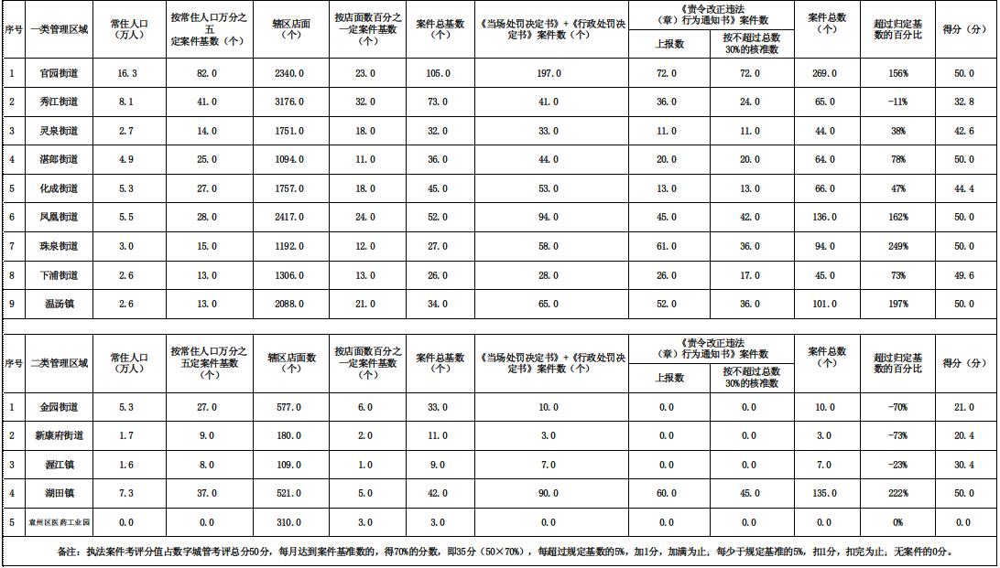 序号 一类管理区域 常住人口（万人） 按常住人口万分之五定案件基数（个） 辖区店面（个） 按店面数百分之一定案件基数（个） 案件总基数（个） 《当场处罚决定书》+《行政处罚决定书》案件数（个） 《责令改正违法（章）行为通知书》案件数 上报数 按不超过总数30%的核准数 案件总数（个） 超过归定基数的百分比 得分（分）
1 官园街道 16.3 82.0 2340.0 23.0 105.0 197.0 72.0 72.0 269.0 156% 50.0
2 秀江街道 8.1 41.0 3176.0 32.0 73.0 41.0 36.0 24.0 65.0 -11% 32.8
3 灵泉街道 2.7 14.0 1751.0 18.0 32.0 33.0 11.0 11.0 44.0 38% 42.6
4 湛郎街道 4.9 25.0 1094.0 11.0 36.0 44.0 20.0 20.0 64.0 78% 50.0
5 化成街道 5.3 27.0 1757.0 18.0 45.0 53.0 13.0 13.0 66.0 47% 44.4
6 凤凰街道 5.5 28.0 2417.0 24.0 52.0 94.0 45.0 42.0 136.0 162% 50.0
7 珠泉街道 3.0 15.0 1192.0 12.0 27.0 58.0 61.0 36.0 94.0 249% 50.0
8 下浦街道 2.6 13.0 1306.0 13.0 26.0 28.0 26.0 17.0 45.0 73% 49.6
9 温汤镇 2.6 13.0 2088.0 21.0 34.0 65.0 52.0 36.0 101.0 197% 50.0
序号 二类管理区域 常住人口（万人） 按常住人口万分之五定案件基数（个） 辖区店面数（个） 按店面数百分之一定案件基数（个） 案件总基数（个） 《当场处罚决定书》+《行政处罚决定书》案件数（个） 《责令改正违法（章）行为通知书》案件数 上报数 按不超过总数30%的核准数 案件总数（个） 超过归定基数的百分比 得分（分）
1 金园街道 5.3 27.0 577.0 6.0 33.0 10.0 0.0 0.0 10.0 -70% 21.0
2 新康府街道 1.7 9.0 180.0 2.0 11.0 3.0 0.0 0.0 3.0 -73% 20.4
3 渥江镇 1.6 8.0 109.0 1.0 9.0 7.0 0.0 0.0 7.0 -23% 30.4
4 湖田镇 7.3 37.0 521.0 5.0 42.0 90.0 60.0 45.0 135.0 222% 50.0
5 袁州区医药工业园 0.0 0.0 310.0 3.0 3.0 0.0 0.0 0.0 0.0 0% 0.0
备注：执法案件考评分值占数字城管考评总分50分，每月达到案件基准数的，得70%的分数，即35分（50×70%），每超过规定基数的5%，加1分，加满为止；每少于规定基准的5%，扣1分，扣完为止；无案件的0分。